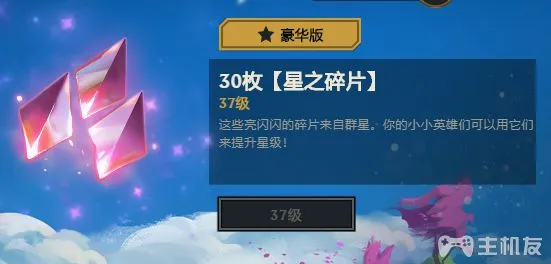 豪华版
30枚【星之碎片】
37级
这些亮闪闪的碎片来自群星。你的小小英雄们可以用它们
来提升星级！
37级
主机友